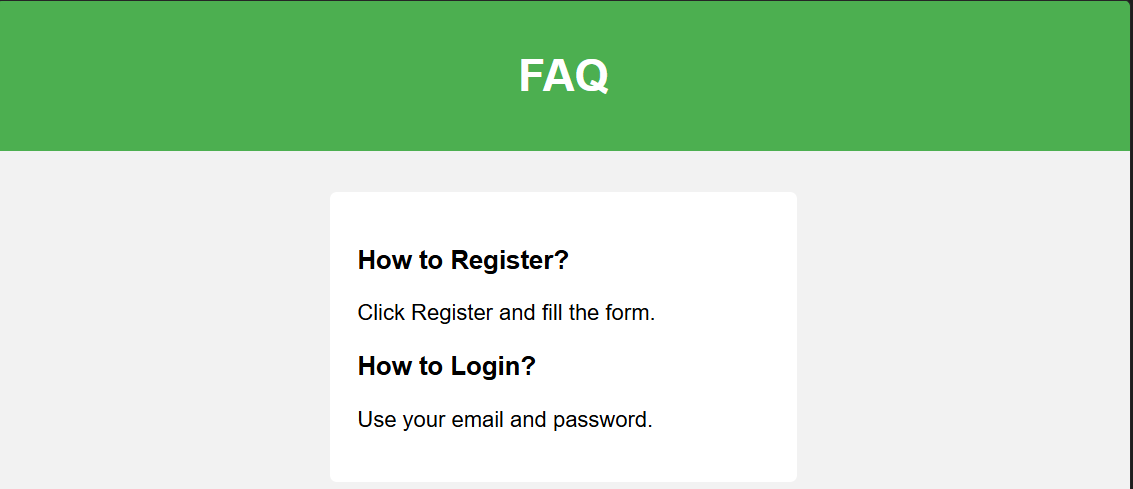 FAQ
How to Register?
Click Register and fill the form.
How to Login?
Use your email and password.